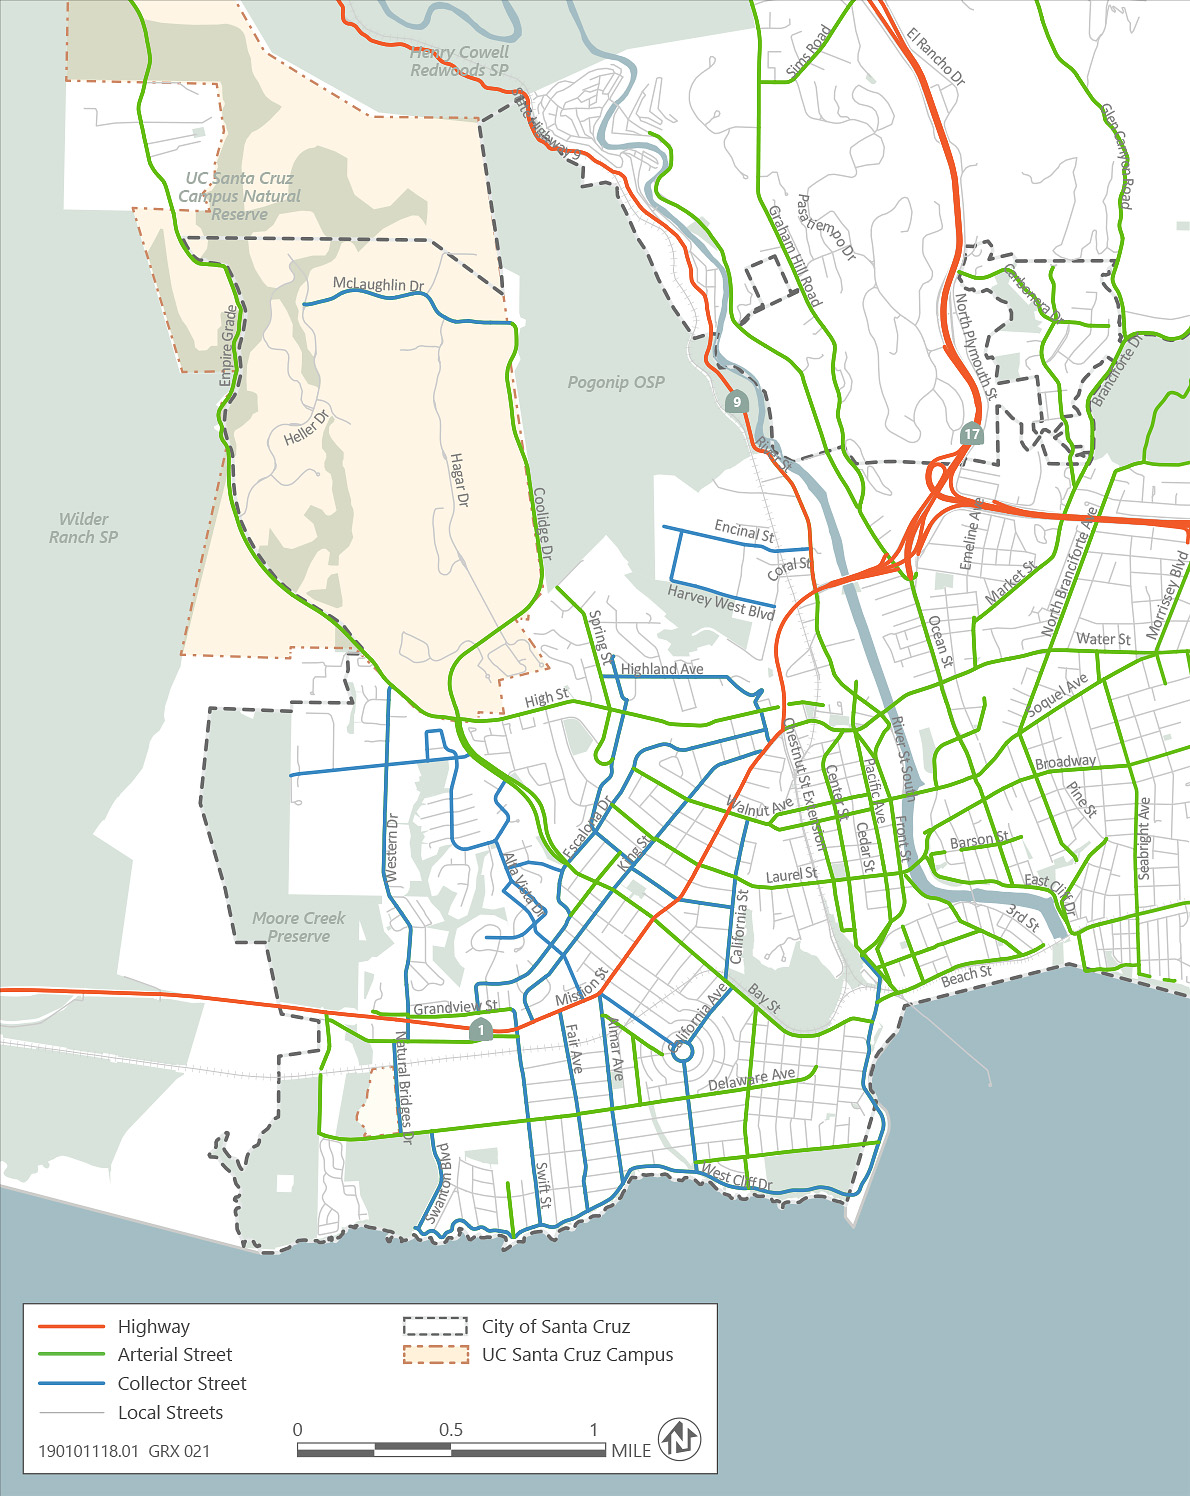 El Rancho Dr
Sims Road
Henry Cowell
Redwoods SP
State Highway 9
Glen Canyon Road
UC Santa Cruz
Campus Natural
Reserve
Pasatiempo Dr
Graham Hill Road
McLaughlin Dr
Carbonera Dr
North Plymouth St
Empire Grade
Branciforte Dr
Pogonip OSP
9
Heller Dr
17
River St
Hagar Dr
Coolidge Dr
Wilder
Ranch SP
Encinal St
Emeline Ave
North Branciforte Ave
Coral St
Market St
Morrissey Blvd
Harvey West Blvd
Spring St
Ocean St
Water St
Highland Ave
High St
Soquel Ave
River St South
Chestnut St Extension
Broadway
Center St
Pacific Ave
Walnut Ave
Pine St
Seabright Ave
Escalona Dr
King St
Front St
Cedar St
Barson St
Western Dr
Alta Vista Dr
Laurel St
East Cliff Dr
California St
3rd St
Moore Creek
Preserve
Beach St
Mission St
Bay St
Grandview St
California Ave
1
Natural Bridges Dr
Fair Ave
Almar Ave
Delaware Ave
Swanton Blvd
Swift St
West Cliff Dr
Highway
Arterial Street
Collector Street
Local Streets
City of Santa Cruz
UC Santa Cruz Campus
190101118.01 GRX 021
0 0.5 1
MILE
N